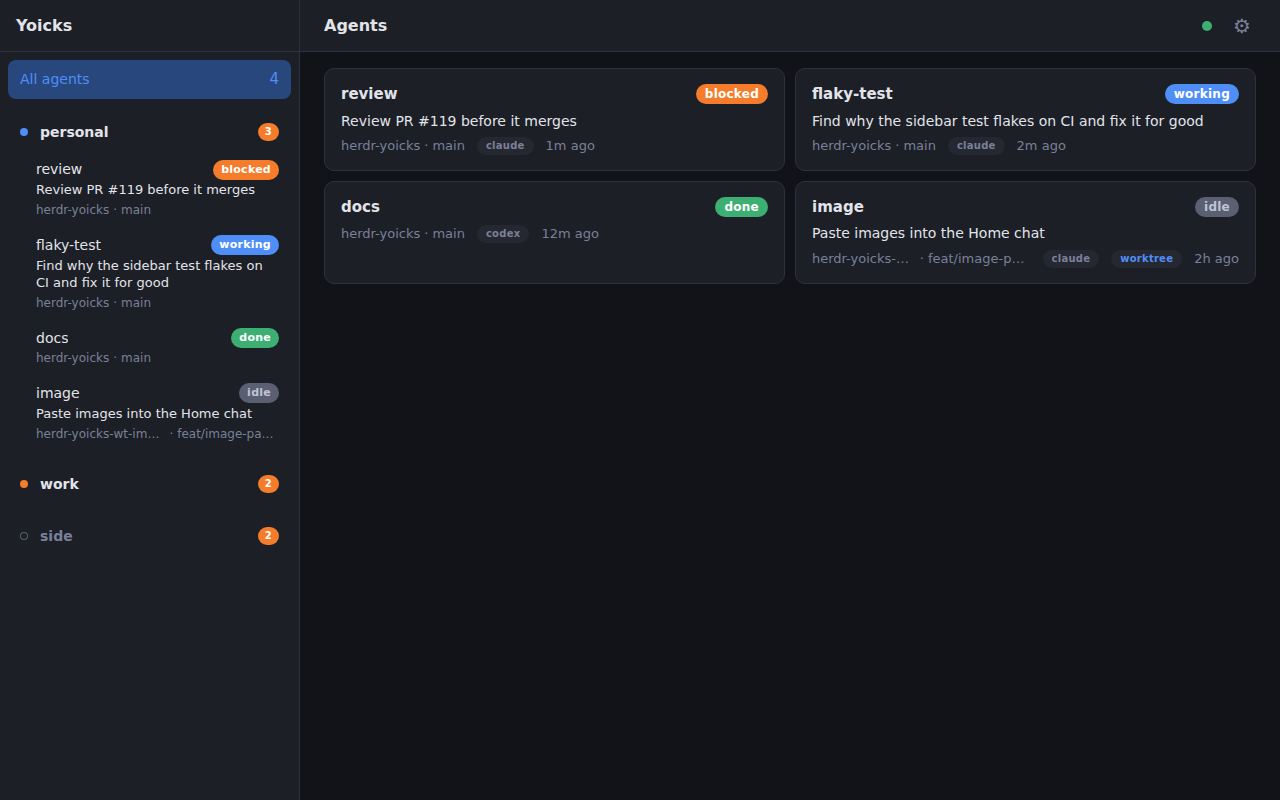 Yoicks
All agents 4
personal 3
review blocked
Review PR #119 before it merges
herdr-yoicks · main
flaky-test working
Find why the sidebar test flakes on
CI and fix it for good
herdr-yoicks · main
docs done
herdr-yoicks · main
image idle
Paste images into the Home chat
herdr-yoicks-wt-im… · feat/image-pa…
work 2
side 2
Agents
review blocked
Review PR #119 before it merges
herdr-yoicks · main claude 1m ago
flaky-test working
Find why the sidebar test flakes on CI and fix it for good
herdr-yoicks · main claude 2m ago
docs done
herdr-yoicks · main codex 12m ago
image idle
Paste images into the Home chat
herdr-yoicks-… · feat/image-p… claude worktree 2h ago